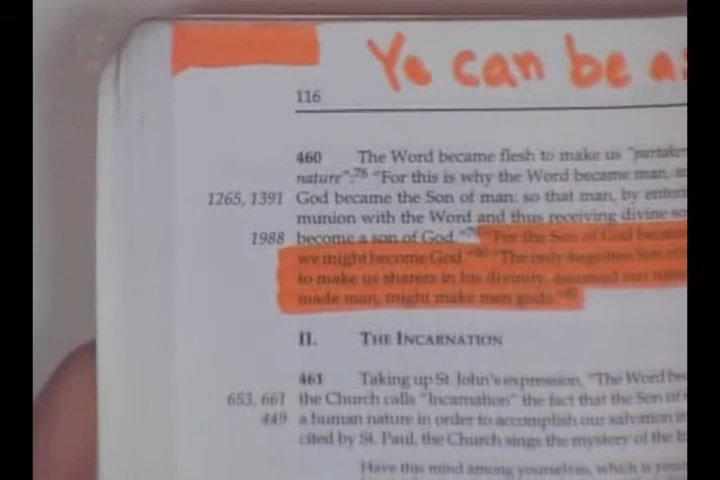 Ye can be as
116
460 The Word became flesh to make us "partaker
nature":78 "For this is why the Word became man, a
1265, 1391 God became the Son of man: so that man, by enter
munion with the Word and thus receiving divine so
1988 become a son of God."79 "For the Son of God becam
we might become God."80 "The only-begotten Son of
to make us sharers in his divinity, assumed our natu
made man, might make men gods."81
II. THE INCARNATION
461 Taking up St. John's expression, "The Word bec
653, 661 the Church calls "Incarnation" the fact that the Son of
449 a human nature in order to accomplish our salvation i
cited by St. Paul, the Church sings the mystery of the I
Have this mind among yourselves, which is your